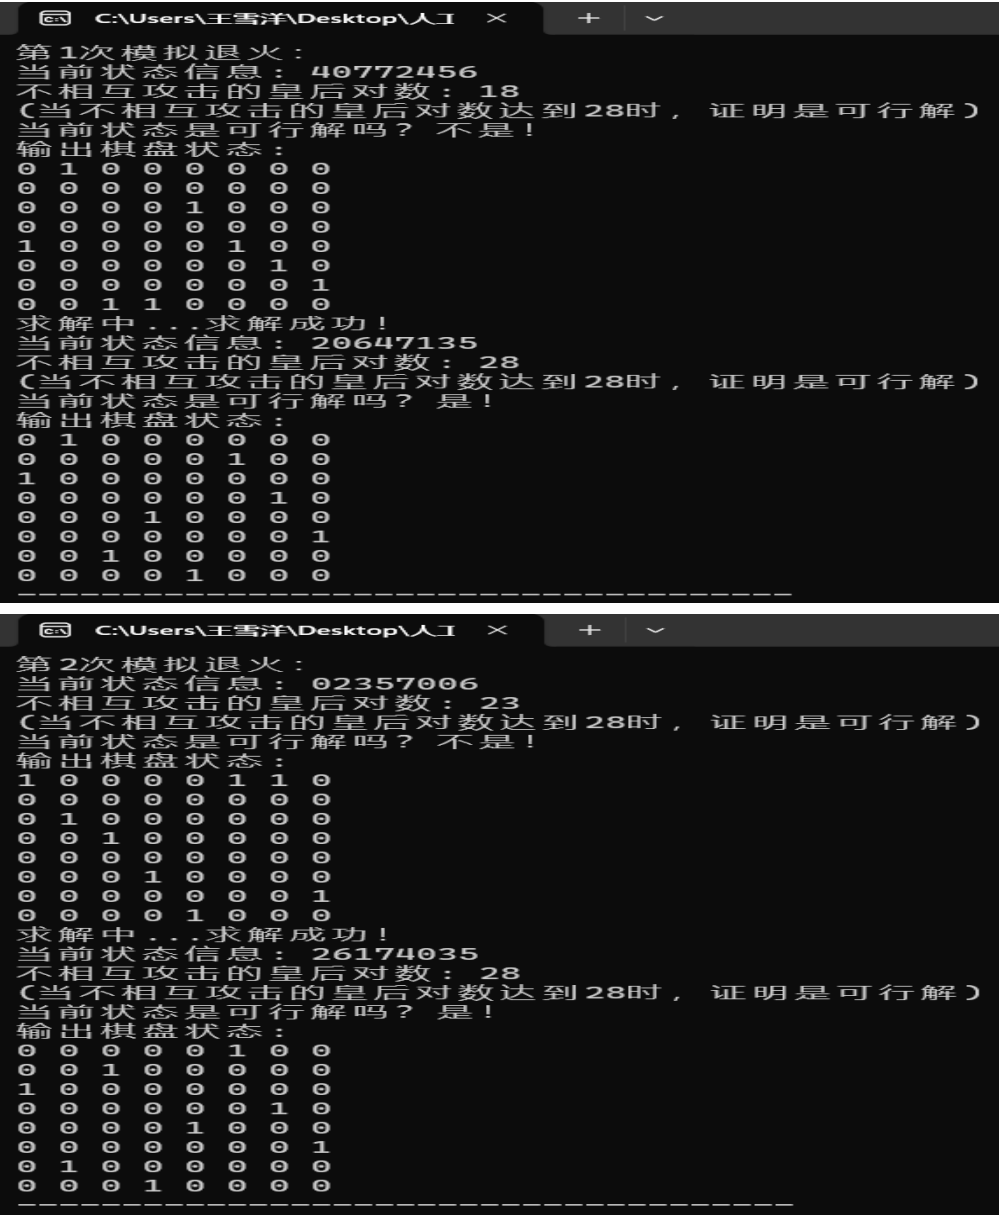 C:\Users\王雪洋\Desktop\人工
第1次模拟退火:
当前状态信息: 40772456
不相互攻击的皇后对数: 18
(当不相互攻击的皇后对数达到28时, 证明是可行解)
当前状态是可行解吗? 不是!
输出棋盘状态:
0 1 0 0 0 0 0 0
0 0 0 0 0 0 0 0
0 0 0 0 1 0 0 0
0 0 0 0 0 0 0 0
1 0 0 0 0 1 0 0
0 0 0 0 0 0 1 0
0 0 0 0 0 0 0 1
0 0 1 1 0 0 0 0
求解中...求解成功!
当前状态信息: 20647135
不相互攻击的皇后对数: 28
(当不相互攻击的皇后对数达到28时, 证明是可行解)
当前状态是可行解吗? 是!
输出棋盘状态:
0 1 0 0 0 0 0 0
0 0 0 0 0 1 0 0
1 0 0 0 0 0 0 0
0 0 0 0 0 0 1 0
0 0 0 1 0 0 0 0
0 0 0 0 0 0 0 1
0 0 1 0 0 0 0 0
0 0 0 0 1 0 0 0
-------------------------------------
C:\Users\王雪洋\Desktop\人工
第2次模拟退火:
当前状态信息: 02357006
不相互攻击的皇后对数: 23
(当不相互攻击的皇后对数达到28时, 证明是可行解)
当前状态是可行解吗? 不是!
输出棋盘状态:
1 0 0 0 0 1 1 0
0 0 0 0 0 0 0 0
0 1 0 0 0 0 0 0
0 0 1 0 0 0 0 0
0 0 0 0 0 0 0 0
0 0 0 1 0 0 0 0
0 0 0 0 0 0 0 1
0 0 0 0 1 0 0 0
求解中...求解成功!
当前状态信息: 26174035
不相互攻击的皇后对数: 28
(当不相互攻击的皇后对数达到28时, 证明是可行解)
当前状态是可行解吗? 是!
输出棋盘状态:
0 0 0 0 0 1 0 0
0 0 1 0 0 0 0 0
1 0 0 0 0 0 0 0
0 0 0 0 0 0 1 0
0 0 0 0 1 0 0 0
0 0 0 0 0 0 0 1
0 1 0 0 0 0 0 0
0 0 0 1 0 0 0 0
-------------------------------------